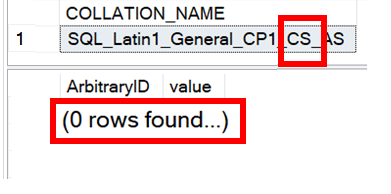 COLLATION_NAME
1 SQL_Latin1_General_CP1_CS_AS
ArbitraryID value
(0 rows found...)